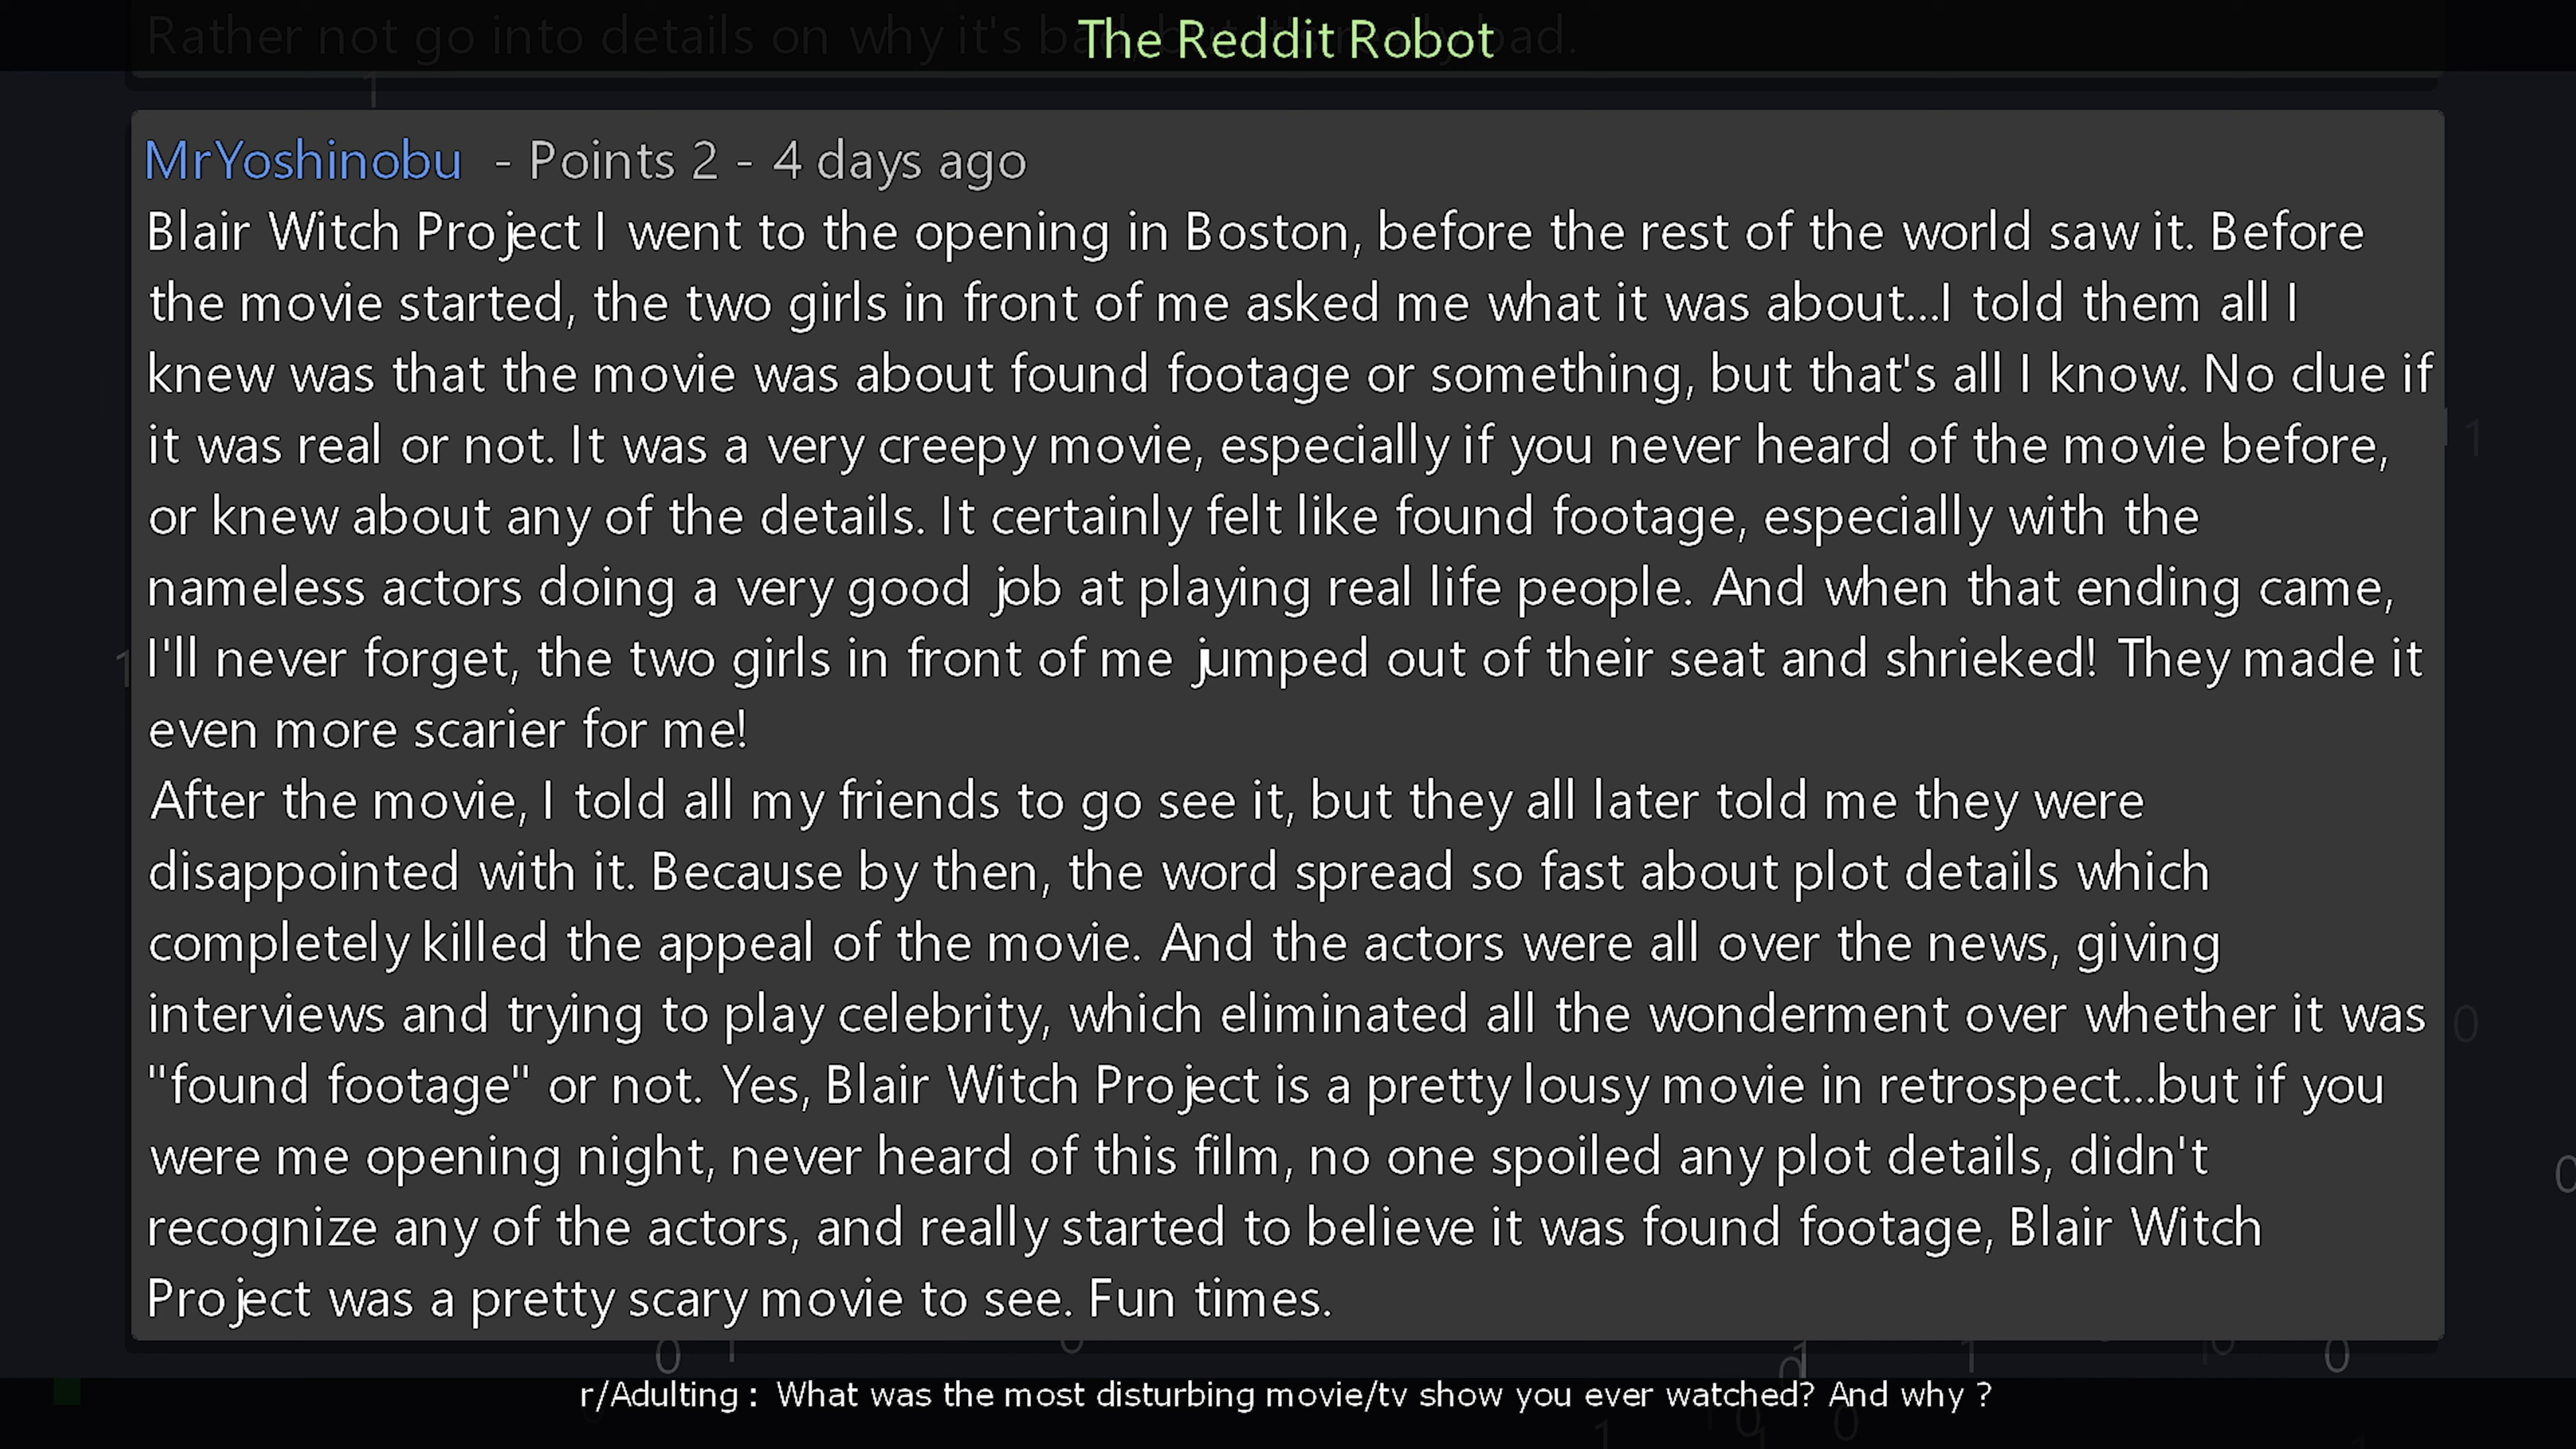 The Reddit Robot
Rather not go into details on why it's bad.
MrYoshinobu - Points 2 - 4 days ago
Blair Witch Project I went to the opening in Boston, before the rest of the world saw it. Before
the movie started, the two girls in front of me asked me what it was about...I told them all I
knew was that the movie was about found footage or something, but that's all I know. No clue if
it was real or not. It was a very creepy movie, especially if you never heard of the movie before,
or knew about any of the details. It certainly felt like found footage, especially with the
nameless actors doing a very good job at playing real life people. And when that ending came,
I'll never forget, the two girls in front of me jumped out of their seat and shrieked! They made it
even more scarier for me!
After the movie, I told all my friends to go see it, but they all later told me they were
disappointed with it. Because by then, the word spread so fast about plot details which
completely killed the appeal of the movie. And the actors were all over the news, giving
interviews and trying to play celebrity, which eliminated all the wonderment over whether it was
"found footage" or not. Yes, Blair Witch Project is a pretty lousy movie in retrospect...but if you
were me opening night, never heard of this film, no one spoiled any plot details, didn't
recognize any of the actors, and really started to believe it was found footage, Blair Witch
Project was a pretty scary movie to see. Fun times.
r/Adulting : What was the most disturbing movie/tv show you ever watched? And why ?